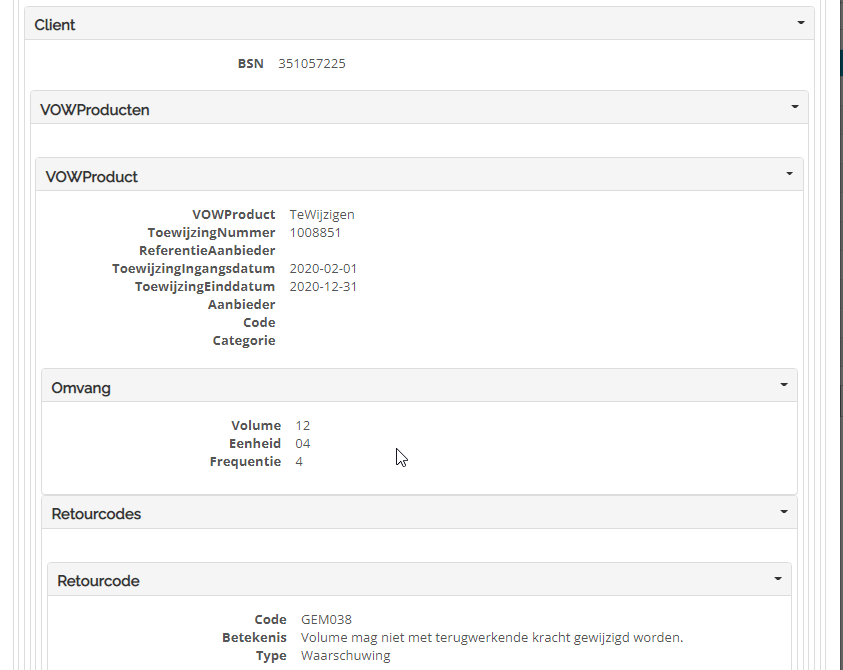 Client
BSN 351057225
VOWProducten
VOWProduct
VOWProduct TeWijzigen
ToewijzingNummer 1008851
ReferentieAanbieder
ToewijzingIngangsdatum 2020-02-01
ToewijzingEinddatum 2020-12-31
Aanbieder
Code
Categorie
Omvang
Volume 12
Eenheid 04
Frequentie 4
Retourcodes
Retourcode
Code GEM038
Betekenis Volume mag niet met terugwerkende kracht gewijzigd worden.
Type Waarschuwing